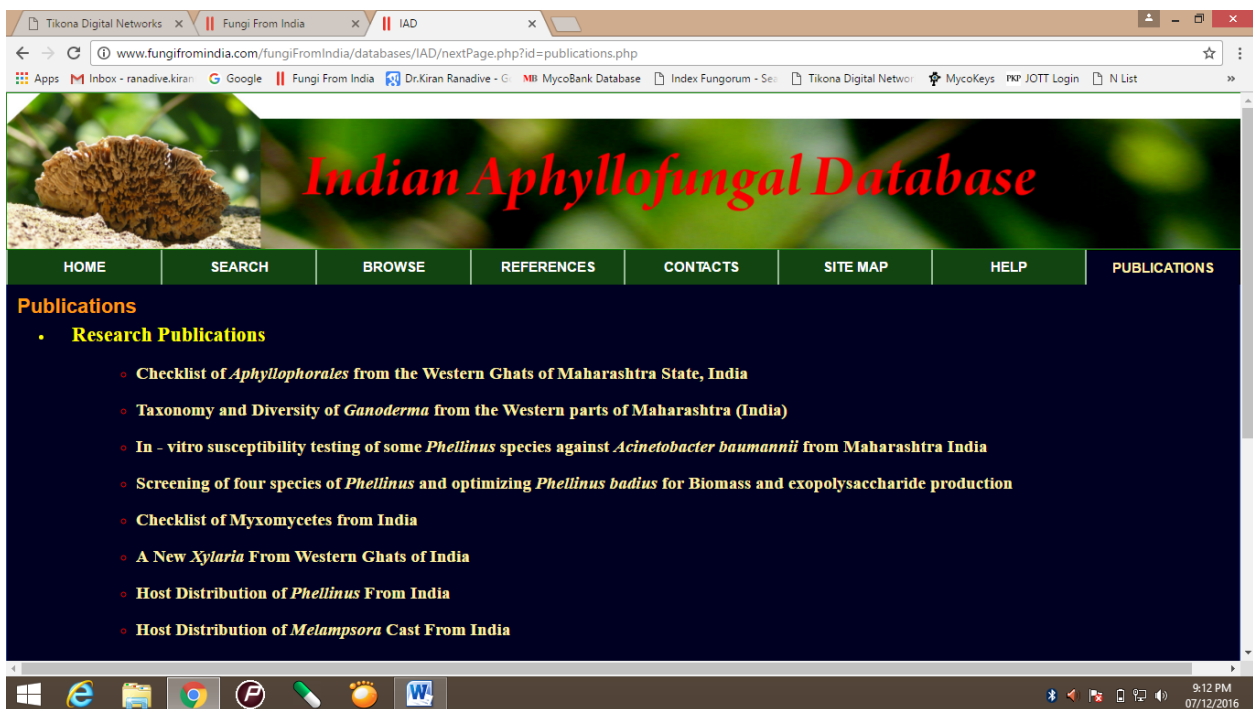 Tikona Digital Networks
Fungi From India
IAD
www.fungifromindia.com/fungiFromIndia/databases/IAD/nextPage.php?id=publications.php
Apps Inbox - ranadive.kiran Google Fungi From India Dr.Kiran Ranadive - G MB MycoBank Database Index Fungorum - Sea Tikona Digital Networ MycoKeys PKP JOTT Login N List »
Indian Aphyllofungal Database
HOME SEARCH BROWSE REFERENCES CONTACTS SITE MAP HELP PUBLICATIONS
Publications
Research Publications
Checklist of Aphyllophorales from the Western Ghats of Maharashtra State, India
Taxonomy and Diversity of Ganoderma from the Western parts of Maharashtra (India)
In - vitro susceptibility testing of some Phellinus species against Acinetobacter baumannii from Maharashtra India
Screening of four species of Phellinus and optimizing Phellinus badius for Biomass and exopolysaccharide production
Checklist of Myxomycetes from India
A New Xylaria From Western Ghats of India
Host Distribution of Phellinus From India
Host Distribution of Melampsora Cast From India
9:12 PM
07/12/2016